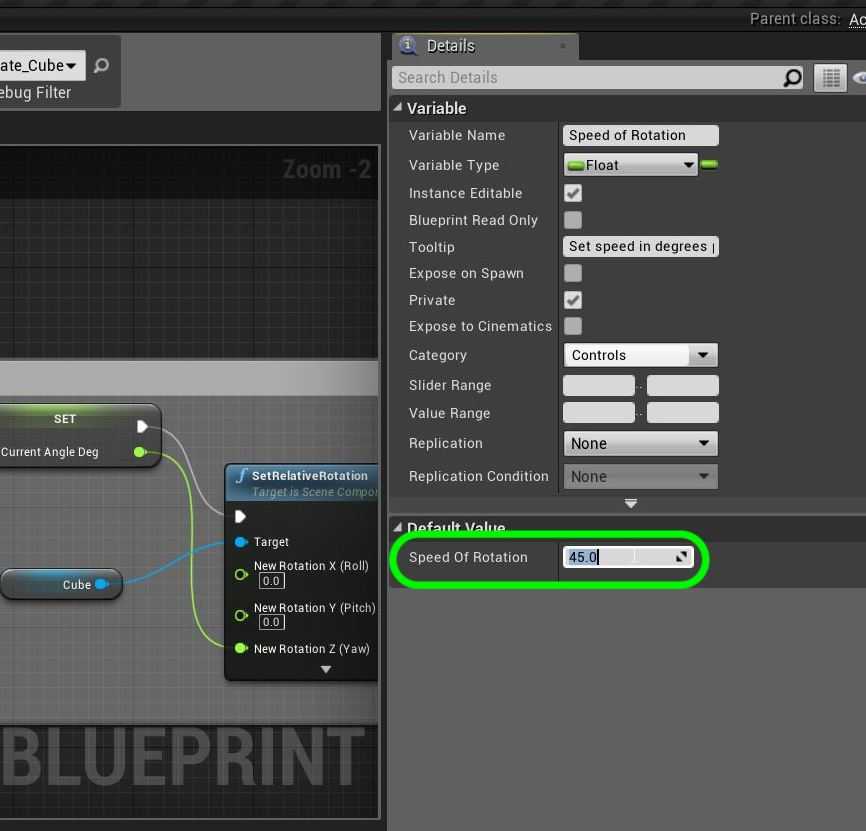 Parent class: Ac
ate_Cube
ebug Filter
Details
Search Details
Variable
Variable Name Speed of Rotation
Variable Type Float
Instance Editable
Blueprint Read Only
Tooltip Set speed in degrees p
Expose on Spawn
Private
Expose to Cinematics
Category Controls
Slider Range ..
Value Range ..
Replication None
Replication Condition None
Default Value
Speed Of Rotation 45.0
Zoom -2
SET
Current Angle Deg
Cube
f SetRelativeRotation
Target is Scene Compon
Target
New Rotation X (Roll)
0.0
New Rotation Y (Pitch)
0.0
New Rotation Z (Yaw)
BLUEPRINT